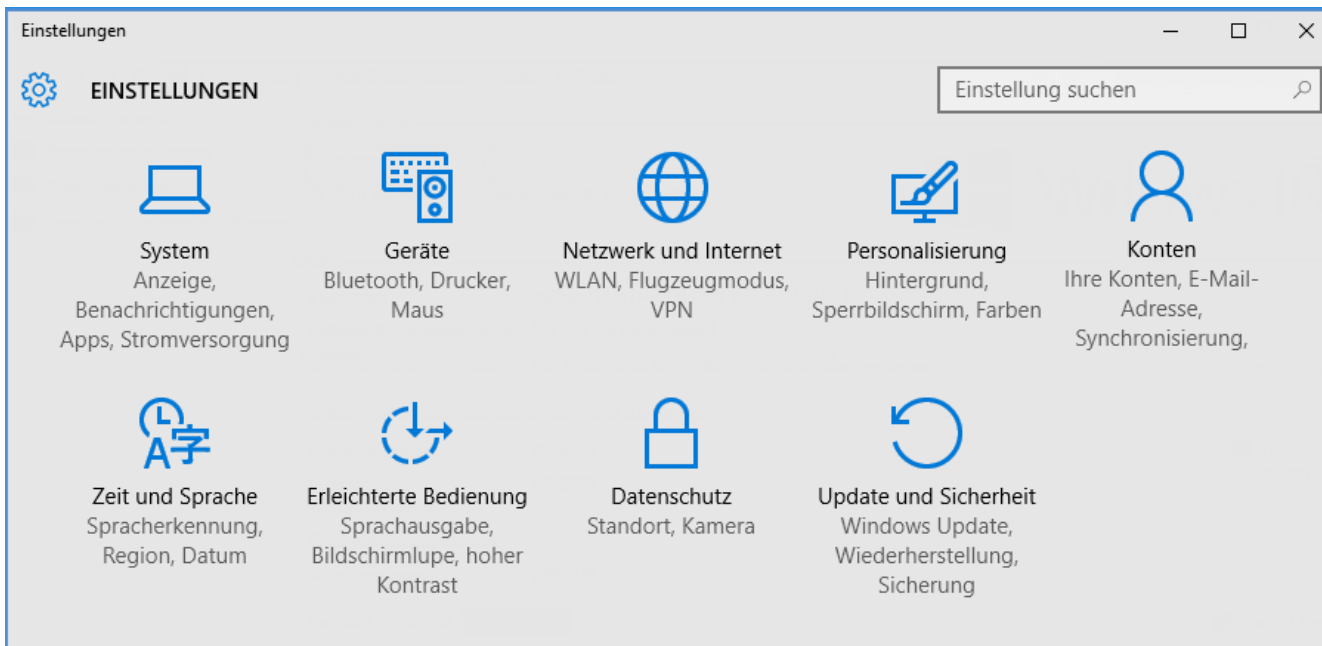 Einstellungen
EINSTELLUNGEN
Einstellung suchen
System
Anzeige,
Benachrichtigungen,
Apps, Stromversorgung
Geräte
Bluetooth, Drucker,
Maus
Netzwerk und Internet
WLAN, Flugzeugmodus,
VPN
Personalisierung
Hintergrund,
Sperrbildschirm, Farben
Konten
Ihre Konten, E-Mail-
Adresse,
Synchronisierung,
A字
Zeit und Sprache
Spracherkennung,
Region, Datum
Erleichterte Bedienung
Sprachausgabe,
Bildschirmlupe, hoher
Kontrast
Datenschutz
Standort, Kamera
Update und Sicherheit
Windows Update,
Wiederherstellung,
Sicherung